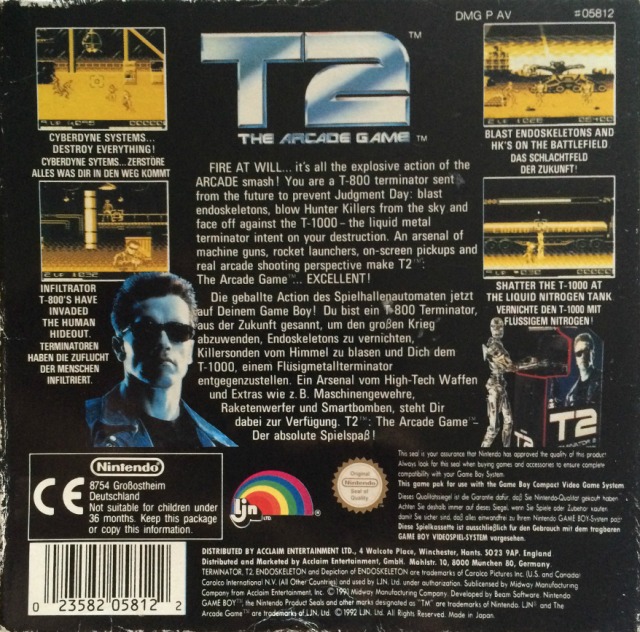 DMG P AV #05812
T2 ™
THE ARCADE GAME ™
CYBERDYNE SYSTEMS...
DESTROY EVERYTHING!
CYBERDYNE SYTEMS... ZERSTÖRE
ALLES WAS DIR IN DEN WEG KOMMT
INFILTRATOR
T-800'S HAVE
INVADED
THE HUMAN
HIDEOUT.
TERMINATOREN
HABEN DIE ZUFLUCHT
DER MENSCHEN
INFILTRIERT.
FIRE AT WILL... it's all the explosive action of the
ARCADE smash! You are a T-800 terminator sent
from the future to prevent Judgment Day: blast
endoskeletons, blow Hunter Killers from the sky and
face off against the T-1000 – the liquid metal
terminator intent on your destruction. An arsenal of
machine guns, rocket launchers, on-screen pickups and
real arcade shooting perspective make T2™:
The Arcade Game™... EXCELLENT!
Die geballte Action des Spielhallenautomaten jetzt
auf Deinem Game Boy! Du bist ein T-800 Terminator,
aus der Zukunft gesannt, um den großen Krieg
abzuwenden, Endoskeletons zu vernichten,
Killersonden vom Himmel zu blasen und Dich dem
T-1000, einem Flüsigmetallterminator
entgegenzustellen. Ein Arsenal vom High-Tech Waffen
und Extras wie z.B. Maschinengewehre,
Raketenwerfer und Smartbomben, steht Dir
dabei zur Verfügung. T2™: The Arcade Game™–
Der absolute Spielspaß!
BLAST ENDOSKELETONS AND
HK'S ON THE BATTLEFIELD
DAS SCHLACHTFELD
DER ZUKUNFT!
LIQUID NITROGEN
SHATTER THE T-1000 AT
THE LIQUID NITROGEN TANK
VERNICHTE DEN T-1000 MIT
FLÜSSIGEM NITROGEN!
T2
T2
Nintendo
CE
8754 Großostheim
Deutschland
Not suitable for children under
36 months. Keep this package
or copy this information.
ljn LTD. ®
Original
Nintendo
Seal of
Quality
This seal is your assurance that Nintendo has approved the quality of this product
Always look for this seal when buying games and accessories to ensure complete
compatibility with your Game Boy System.
This game pak for use with the Game Boy Compact Video Game System
Dieses Qualitätssiegel ist die Garantie dafür, daß Sie Nintendo-Qualität gekauft haben.
Achten Sie deshalb immer auf dieses Siegel, wenn Sie Spiele oder Zubehör kaufen,
damit Sie sicher sind, daß alles einwandfrei zu Ihrem Nintendo GAME BOY-System paßt
Diese Spielkassette ist ausschließlich für den Gebrauch mit dem tragbaren
GAME BOY VIDEOSPIEL-SYSTEM vorgesehen.
0 23582 05812 2
DISTRIBUTED BY ACCLAIM ENTERTAINMENT LTD., 4 Walcote Place, Winchester, Hants. SO23 9AP. England
Distributed and Marketed by Acclaim Entertainment, GmbH. Mahlstr. 10, 8000 Munchen 80, Germany.
TERMINATOR, T2, ENDOSKELETON and Depiction of ENDOSKELETON are trademarks of Carolco Pictures Inc. (U.S. and Canada)
Carolco International N.V. (All Other Countries) and used by LJN, Ltd. under authorization. Sublicensed by Midway Manufacturing
Company from Acclaim Entertainment, Inc. © 1991 Midway Manufacturing Company. Developed by Beam Software. Nintendo
GAME BOY™, the Nintendo Product Seals and other marks designated as "TM" are trademarks of Nintendo. LJN® and The
Arcade Game™ are trademarks of LJN, Ltd. © 1992 LJN, Ltd. All Rights Reserved. Made in Japan.